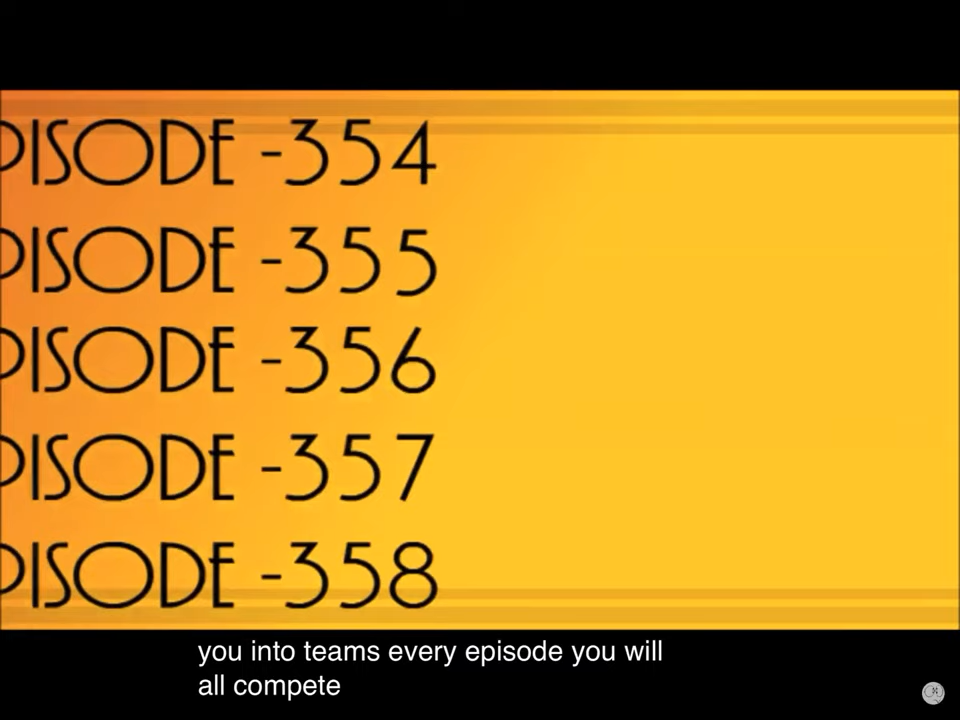 PISODE -354
PISODE -355
PISODE -356
PISODE -357
PISODE -358
you into teams every episode you will
all compete